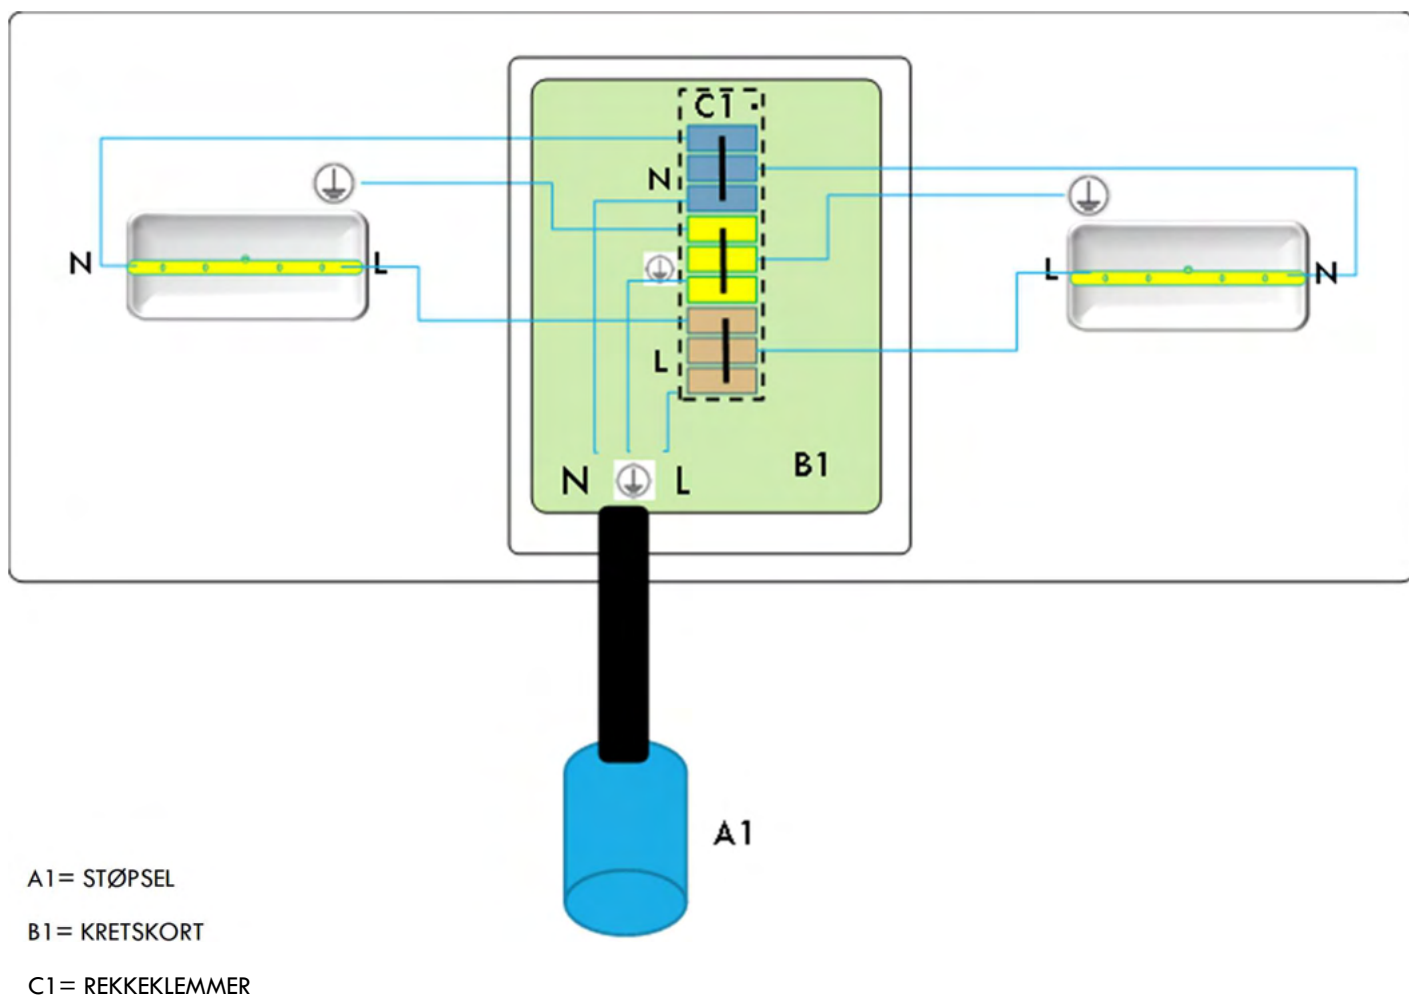 C1
N
N
L
L
N
L
N
L
B1
A1
A1= STØPSEL
B1= KRETSKORT
C1= REKKEKLEMMER